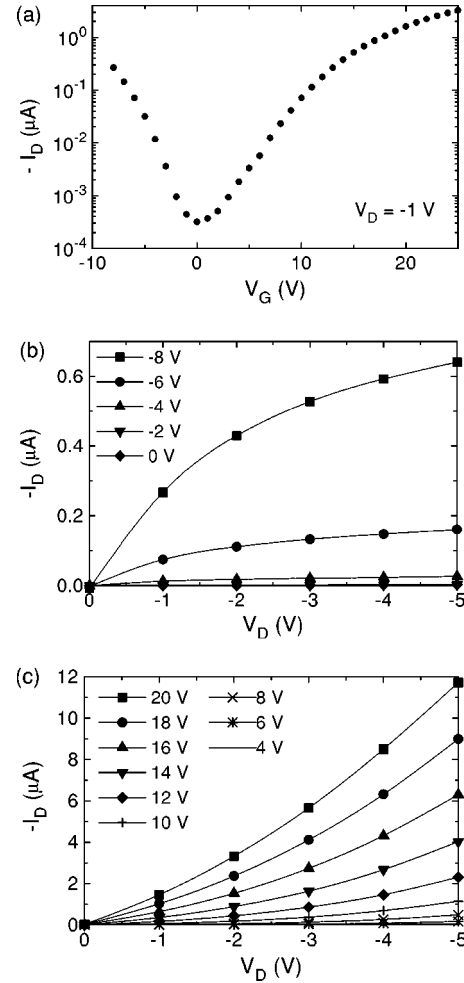 (a)
10⁰
10⁻¹
10⁻²
10⁻³
10⁻⁴
- I_D (μA)
V_D = -1 V
-10 0 10 20
V_G (V)
(b)
-8 V
-6 V
-4 V
-2 V
0 V
0.6
0.4
0.2
0.0
-I_D (μA)
0 -1 -2 -3 -4 -5
V_D (V)
(c)
20 V
18 V
16 V
14 V
12 V
10 V
8 V
6 V
4 V
12
10
8
6
4
2
0
-I_D (μA)
0 -1 -2 -3 -4 -5
V_D (V)